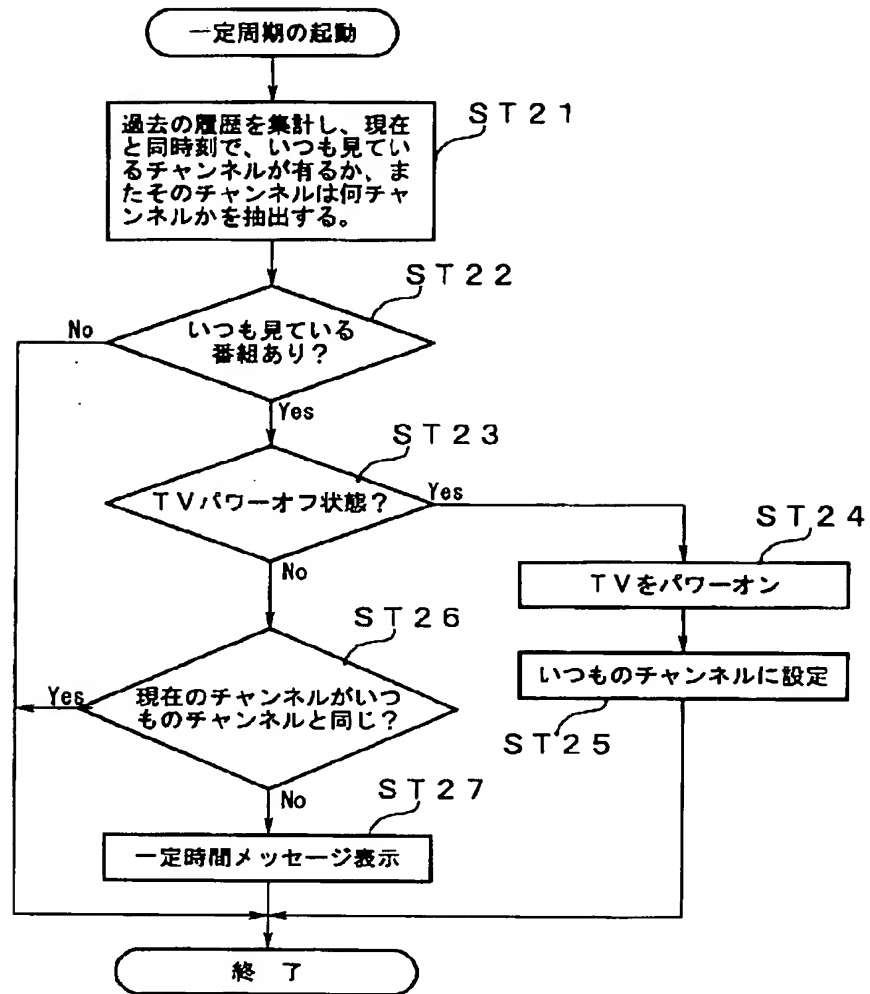 一定周期の起動
ST21
過去の履歴を集計し、現在
と同時刻で、いつも見てい
るチャンネルが有るか、ま
たそのチャンネルは何チャ
ンネルかを抽出する。
ST22
いつも見ている
番組あり?
No
Yes
ST23
TVパワーオフ状態?
Yes
No
ST24
TVをパワーオン
ST26
現在のチャンネルがいつ
ものチャンネルと同じ?
Yes
いつものチャンネルに設定
ST25
No
ST27
一定時間メッセージ表示
終 了